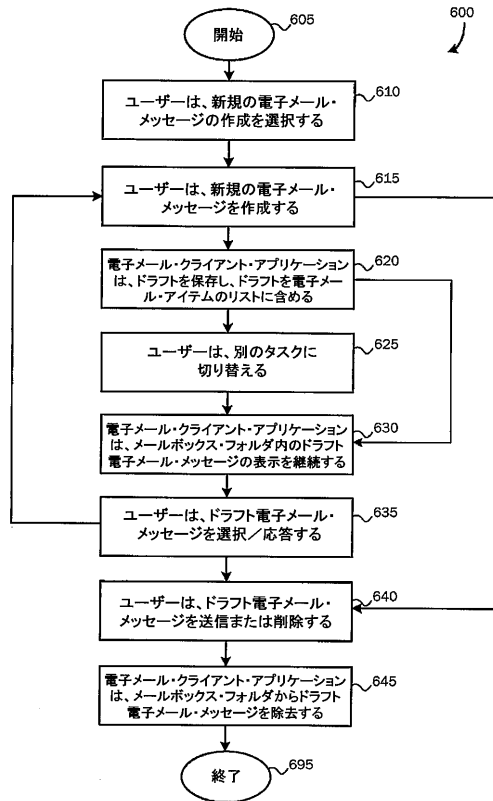 600
開始
605
ユーザーは、新規の電子メール・
メッセージの作成を選択する
610
ユーザーは、新規の電子メール・
メッセージを作成する
615
電子メール・クライアント・アプリケーション
は、ドラフトを保存し、ドラフトを電子メー
ル・アイテムのリストに含める
620
ユーザーは、別のタスクに
切り替える
625
電子メール・クライアント・アプリケーション
は、メールボックス・フォルダ内のドラフト
電子メール・メッセージの表示を継続する
630
ユーザーは、ドラフト電子メール・
メッセージを選択／応答する
635
ユーザーは、ドラフト電子メール・
メッセージを送信または削除する
640
電子メール・クライアント・アプリケーション
は、メールボックス・フォルダからドラフト
電子メール・メッセージを除去する
645
終了
695